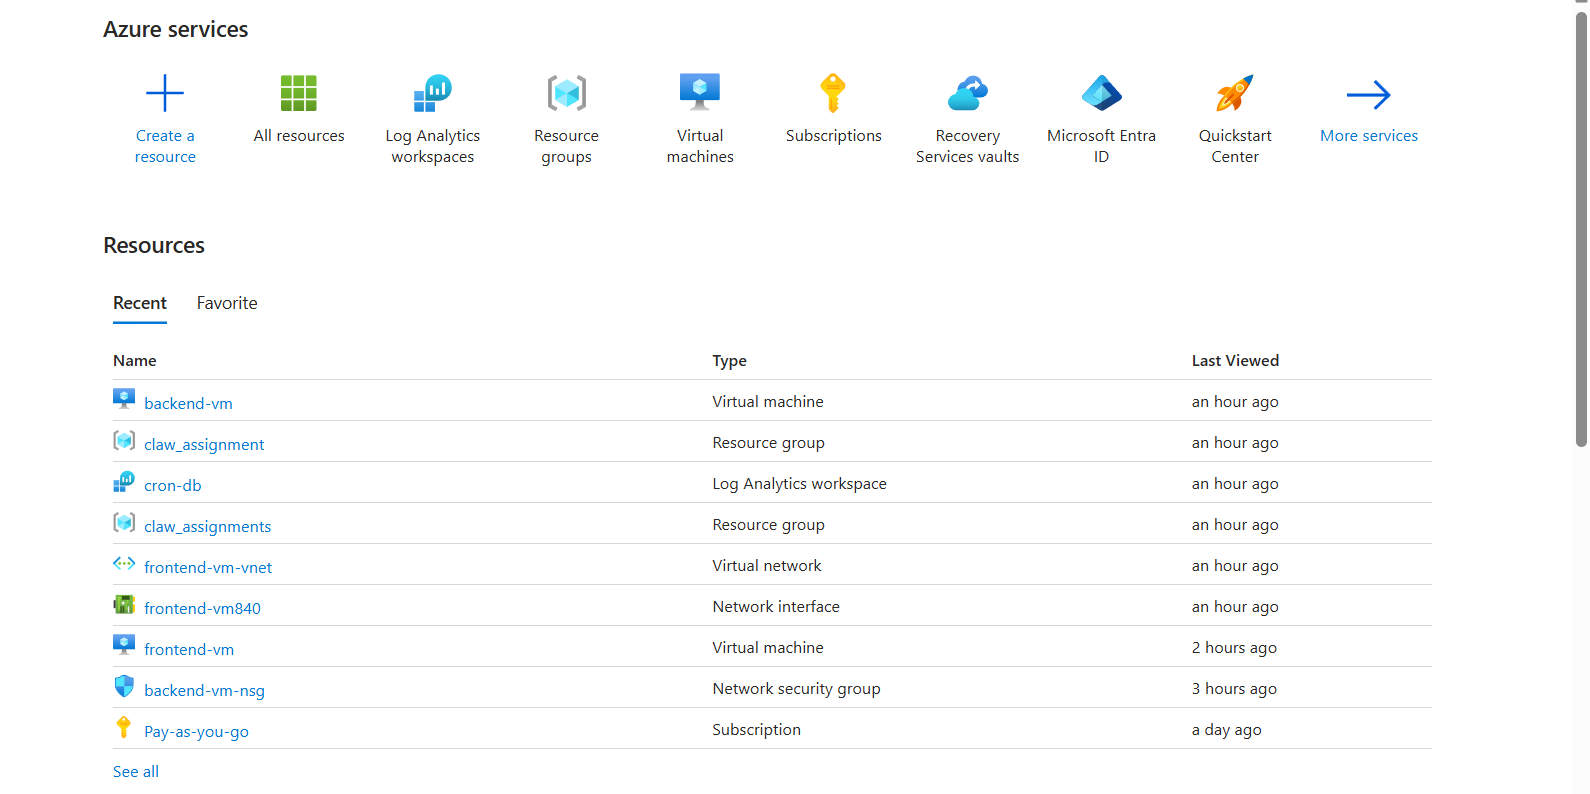 Azure services
Create a
resource
All resources
Log Analytics
workspaces
Resource
groups
Virtual
machines
Subscriptions
Recovery
Services vaults
Microsoft Entra
ID
Quickstart
Center
More services
Resources
Recent Favorite
Name Type Last Viewed
backend-vm Virtual machine an hour ago
claw_assignment Resource group an hour ago
cron-db Log Analytics workspace an hour ago
claw_assignments Resource group an hour ago
frontend-vm-vnet Virtual network an hour ago
frontend-vm840 Network interface an hour ago
frontend-vm Virtual machine 2 hours ago
backend-vm-nsg Network security group 3 hours ago
Pay-as-you-go Subscription a day ago
See all